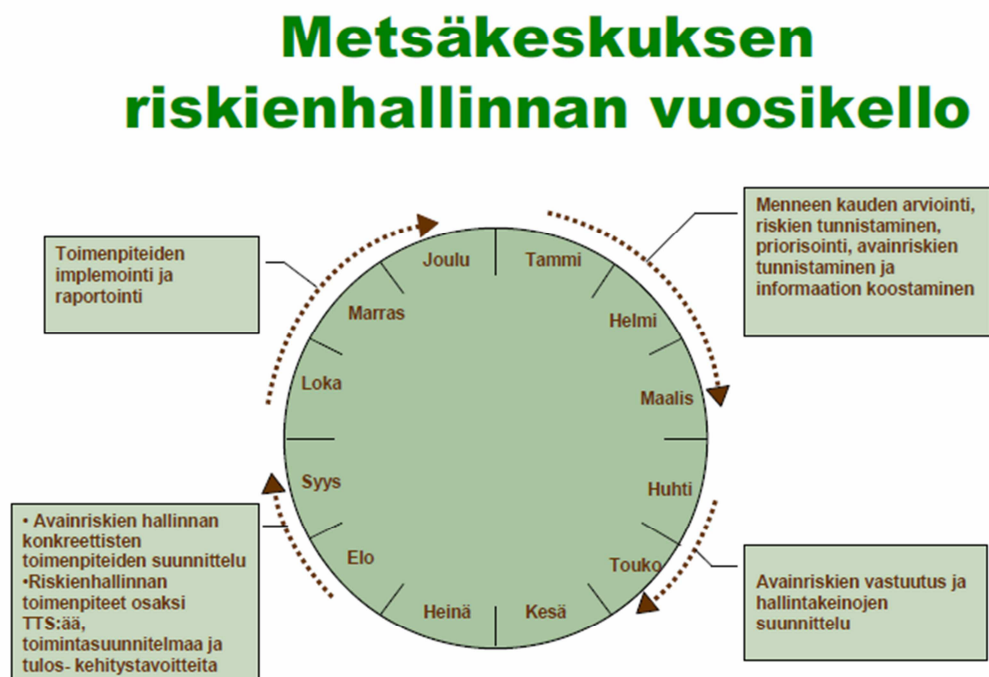 Metsäkeskuksen
riskienhallinnan vuosikello
Menneen kauden arviointi,
riskien tunnistaminen,
priorisointi, avainriskien
tunnistaminen ja
informaation koostaminen
Toimenpiteiden
implemointi ja
raportointi
Joulu
Tammi
Marras
Helmi
Loka
Maalis
Syys
Huhti
Elo
Touko
Heinä
Kesä
• Avainriskien hallinnan
konkreettisten
toimenpiteiden suunnittelu
•Riskienhallinnan
toimenpiteet osaksi
TTS:ää,
toimintasuunnitelmaa ja
tulos- kehitystavoitteita
Avainriskien vastuutus ja
hallintakeinojen
suunnittelu